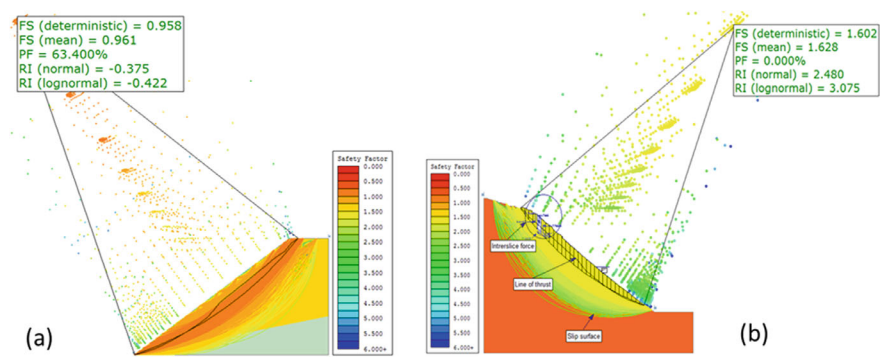 FS (deterministic) = 0.958
FS (mean) = 0.961
PF = 63.400%
RI (normal) = -0.375
RI (lognormal) = -0.422
Safety Factor
0.000
0.500
1.000
1.500
2.000
2.500
3.000
3.500
4.000
4.500
5.000
5.500
6.000+
(a)
FS (deterministic) = 1.602
FS (mean) = 1.628
PF = 0.000%
RI (normal) = 2.480
RI (lognormal) = 3.075
Safety Factor
0.000
0.500
1.000
1.500
2.000
2.500
3.000
3.500
4.000
4.500
5.000
5.500
6.000+
Intrerslice force
Line of thrust
Slip surface
(b)